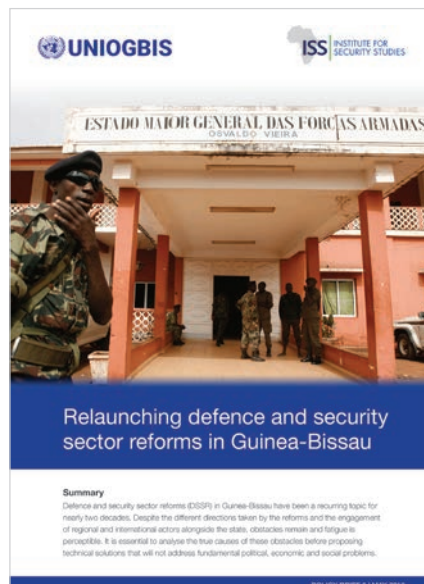 UNIOGBIS
ISS INSTITUTE FOR
SECURITY STUDIES
ESTADO MAIOR GENERAL DAS FORÇAS ARMADAS
OSVALDO VIEIRA
Relaunching defence and security
sector reforms in Guinea-Bissau
Summary
Defence and security sector reforms (DSSR) in Guinea-Bissau have been a recurring topic for
nearly two decades. Despite the different directions taken by the reforms and the engagement
of regional and international actors alongside the state, obstacles remain and fatigue is
perceptible. It is essential to analyse the true causes of these obstacles before proposing
technical solutions that will not address fundamental political, economic and social problems.